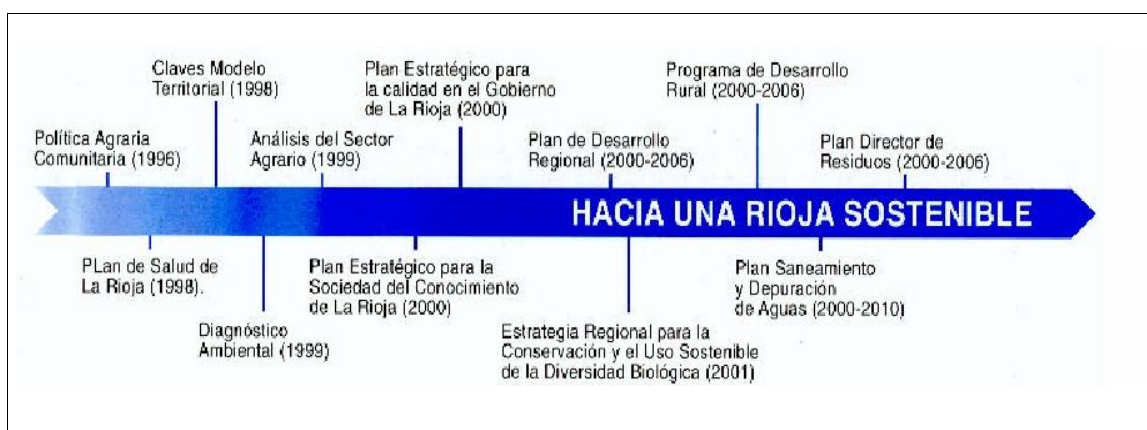 Claves Modelo
Territorial (1998)
Plan Estratégico para
la calidad en el Gobierno
de La Rioja (2000)
Programa de Desarrollo
Rural (2000-2006)
Política Agraria
Comunitaria (1996)
Análisis del Sector
Agrario (1999)
Plan de Desarrollo
Regional (2000-2006)
Plan Director de
Residuos (2000-2006)
HACIA UNA RIOJA SOSTENIBLE
PLan de Salud de
La Rioja (1998).
Plan Estratégico para la
Sociedad del Conocimiento
de La Rioja (2000)
Plan Saneamiento
y Depuración
de Aguas (2000-2010)
Diagnóstico
Ambiental (1999)
Estrategia Regional para la
Conservación y el Uso Sostenible
de la Diversidad Biológica (2001)